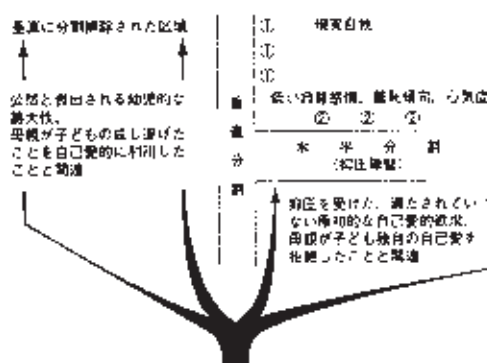 垂直に分割排除された区域
公然と表出される幼児的な
誇大性。
母親が子どもの成し遂げた
ことを自己愛的に利用した
ことと関連
垂直分割
① 現実自我
①
①
低い自尊感情、羞恥傾向、心気症
② ② ②
水平分割
(抑圧障壁)
抑圧を受けた、満たされてい
ない原初的な自己愛的欲求。
母親が子ども独自の自己愛を
拒絶したことと関連